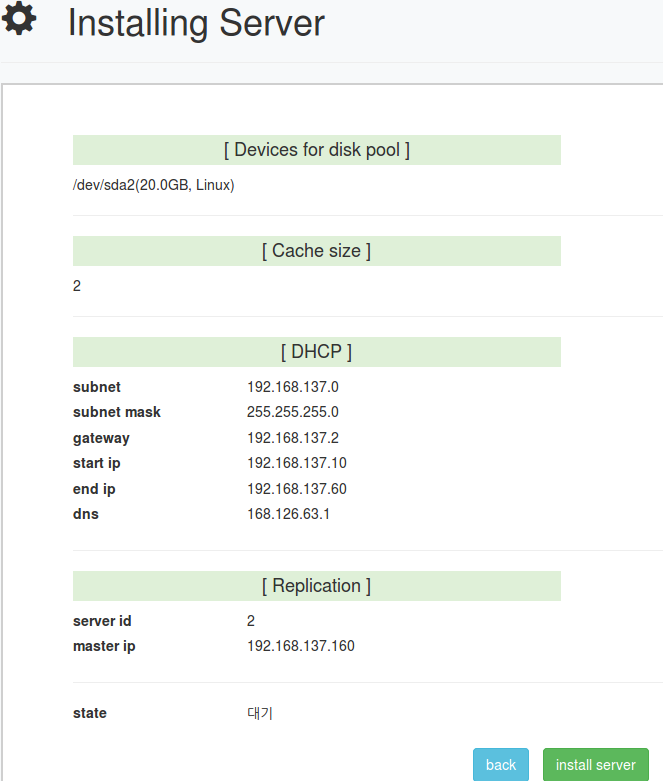 Installing Server
[ Devices for disk pool ]
/dev/sda2(20.0GB, Linux)
[ Cache size ]
2
[ DHCP ]
subnet 192.168.137.0
subnet mask 255.255.255.0
gateway 192.168.137.2
start ip 192.168.137.10
end ip 192.168.137.60
dns 168.126.63.1
[ Replication ]
server id 2
master ip 192.168.137.160
state 대기
back install server